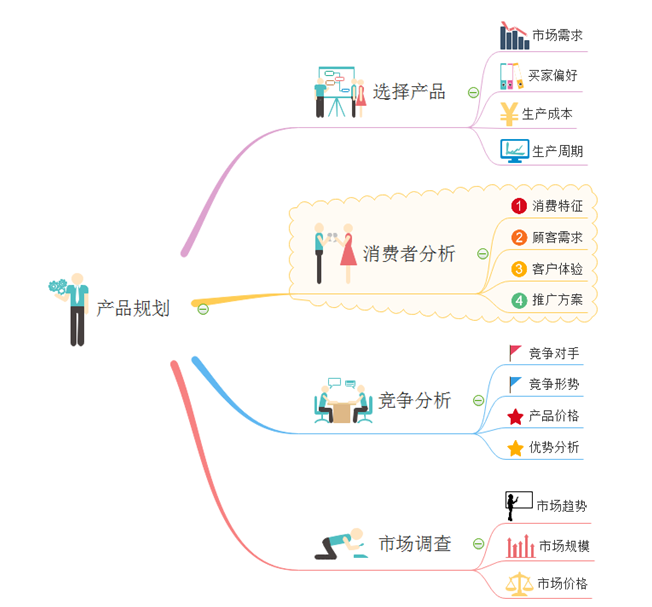 产品规划
选择产品
市场需求
买家偏好
¥ 生产成本
生产周期
消费者分析
1 消费特征
2 顾客需求
3 客户体验
4 推广方案
竞争分析
竞争对手
竞争形势
产品价格
优势分析
市场调查
市场趋势
市场规模
市场价格